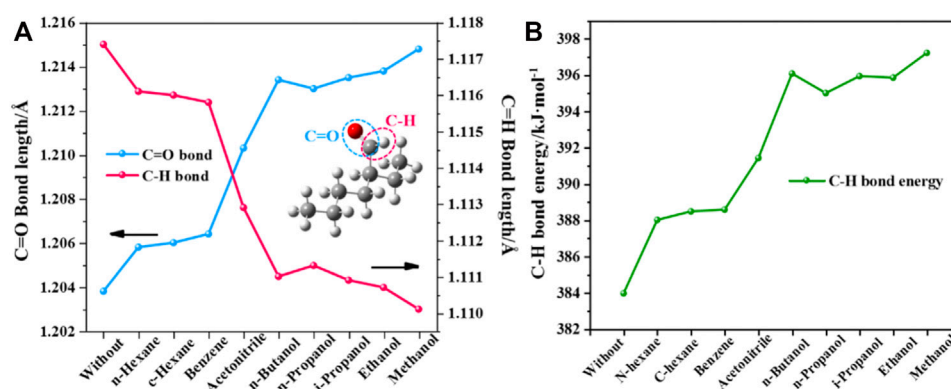 A
1.216
1.214
1.212
1.210
1.208
1.206
1.204
1.202
C=O Bond length/Å
C=O bond
C-H bond
C=O
C-H
1.118
1.117
1.116
1.115
1.114
1.113
1.112
1.111
1.110
C=H Bond length/Å
Without
n-Hexane
c-Hexane
Benzene
Acetonitrile
n-Butanol
n-Propanol
i-Propanol
Ethanol
Methanol
B
398
396
394
392
390
388
386
384
382
C-H bond energy/kJ·mol⁻¹
C-H bond energy
Without
N-hexane
C-hexane
Benzene
Acetonitrile
n-Butanol
i-Propanol
Ethanol
Methanol